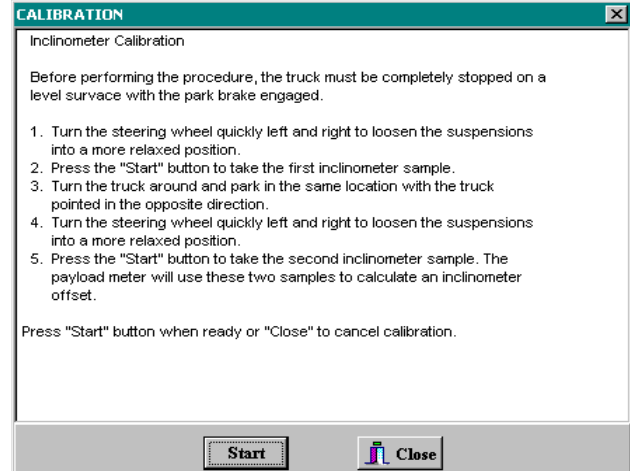 CALIBRATION
Inclinometer Calibration
Before performing the procedure, the truck must be completely stopped on a
level survace with the park brake engaged.
1. Turn the steering wheel quickly left and right to loosen the suspensions
into a more relaxed position.
2. Press the "Start" button to take the first inclinometer sample.
3. Turn the truck around and park in the same location with the truck
pointed in the opposite direction.
4. Turn the steering wheel quickly left and right to loosen the suspensions
into a more relaxed position.
5. Press the "Start" button to take the second inclinometer sample. The
payload meter will use these two samples to calculate an inclinometer
offset.
Press "Start" button when ready or "Close" to cancel calibration.
Start
Close